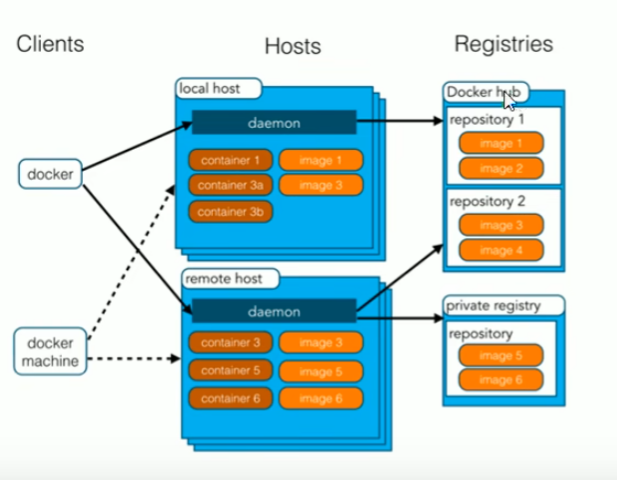 Clients
Hosts
Registries
local host
daemon
container 1
image 1
container 3a
image 3
container 3b
docker
docker
machine
remote host
daemon
container 3
image 3
container 5
image 5
container 6
image 6
Docker hub
repository 1
image 1
image 2
repository 2
image 3
image 4
private registry
repository
image 5
image 6